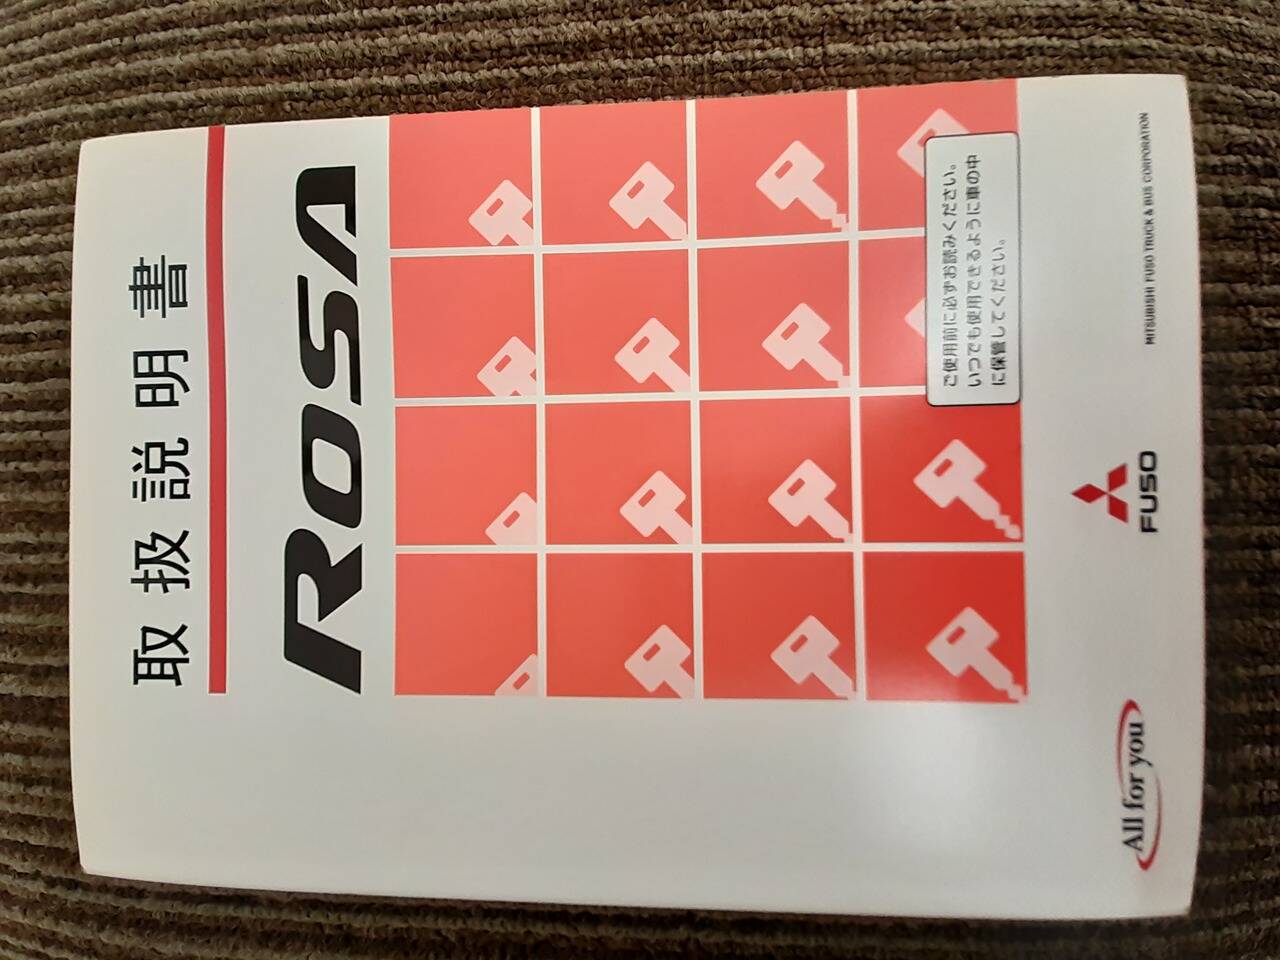 取扱説明書
ROSA
ご使用前に必ずお読みください。
いつでも使用できるように車の中
に保管してください。
FUSO
All for you
MITSUBISHI FUSO TRUCK & BUS CORPORATION